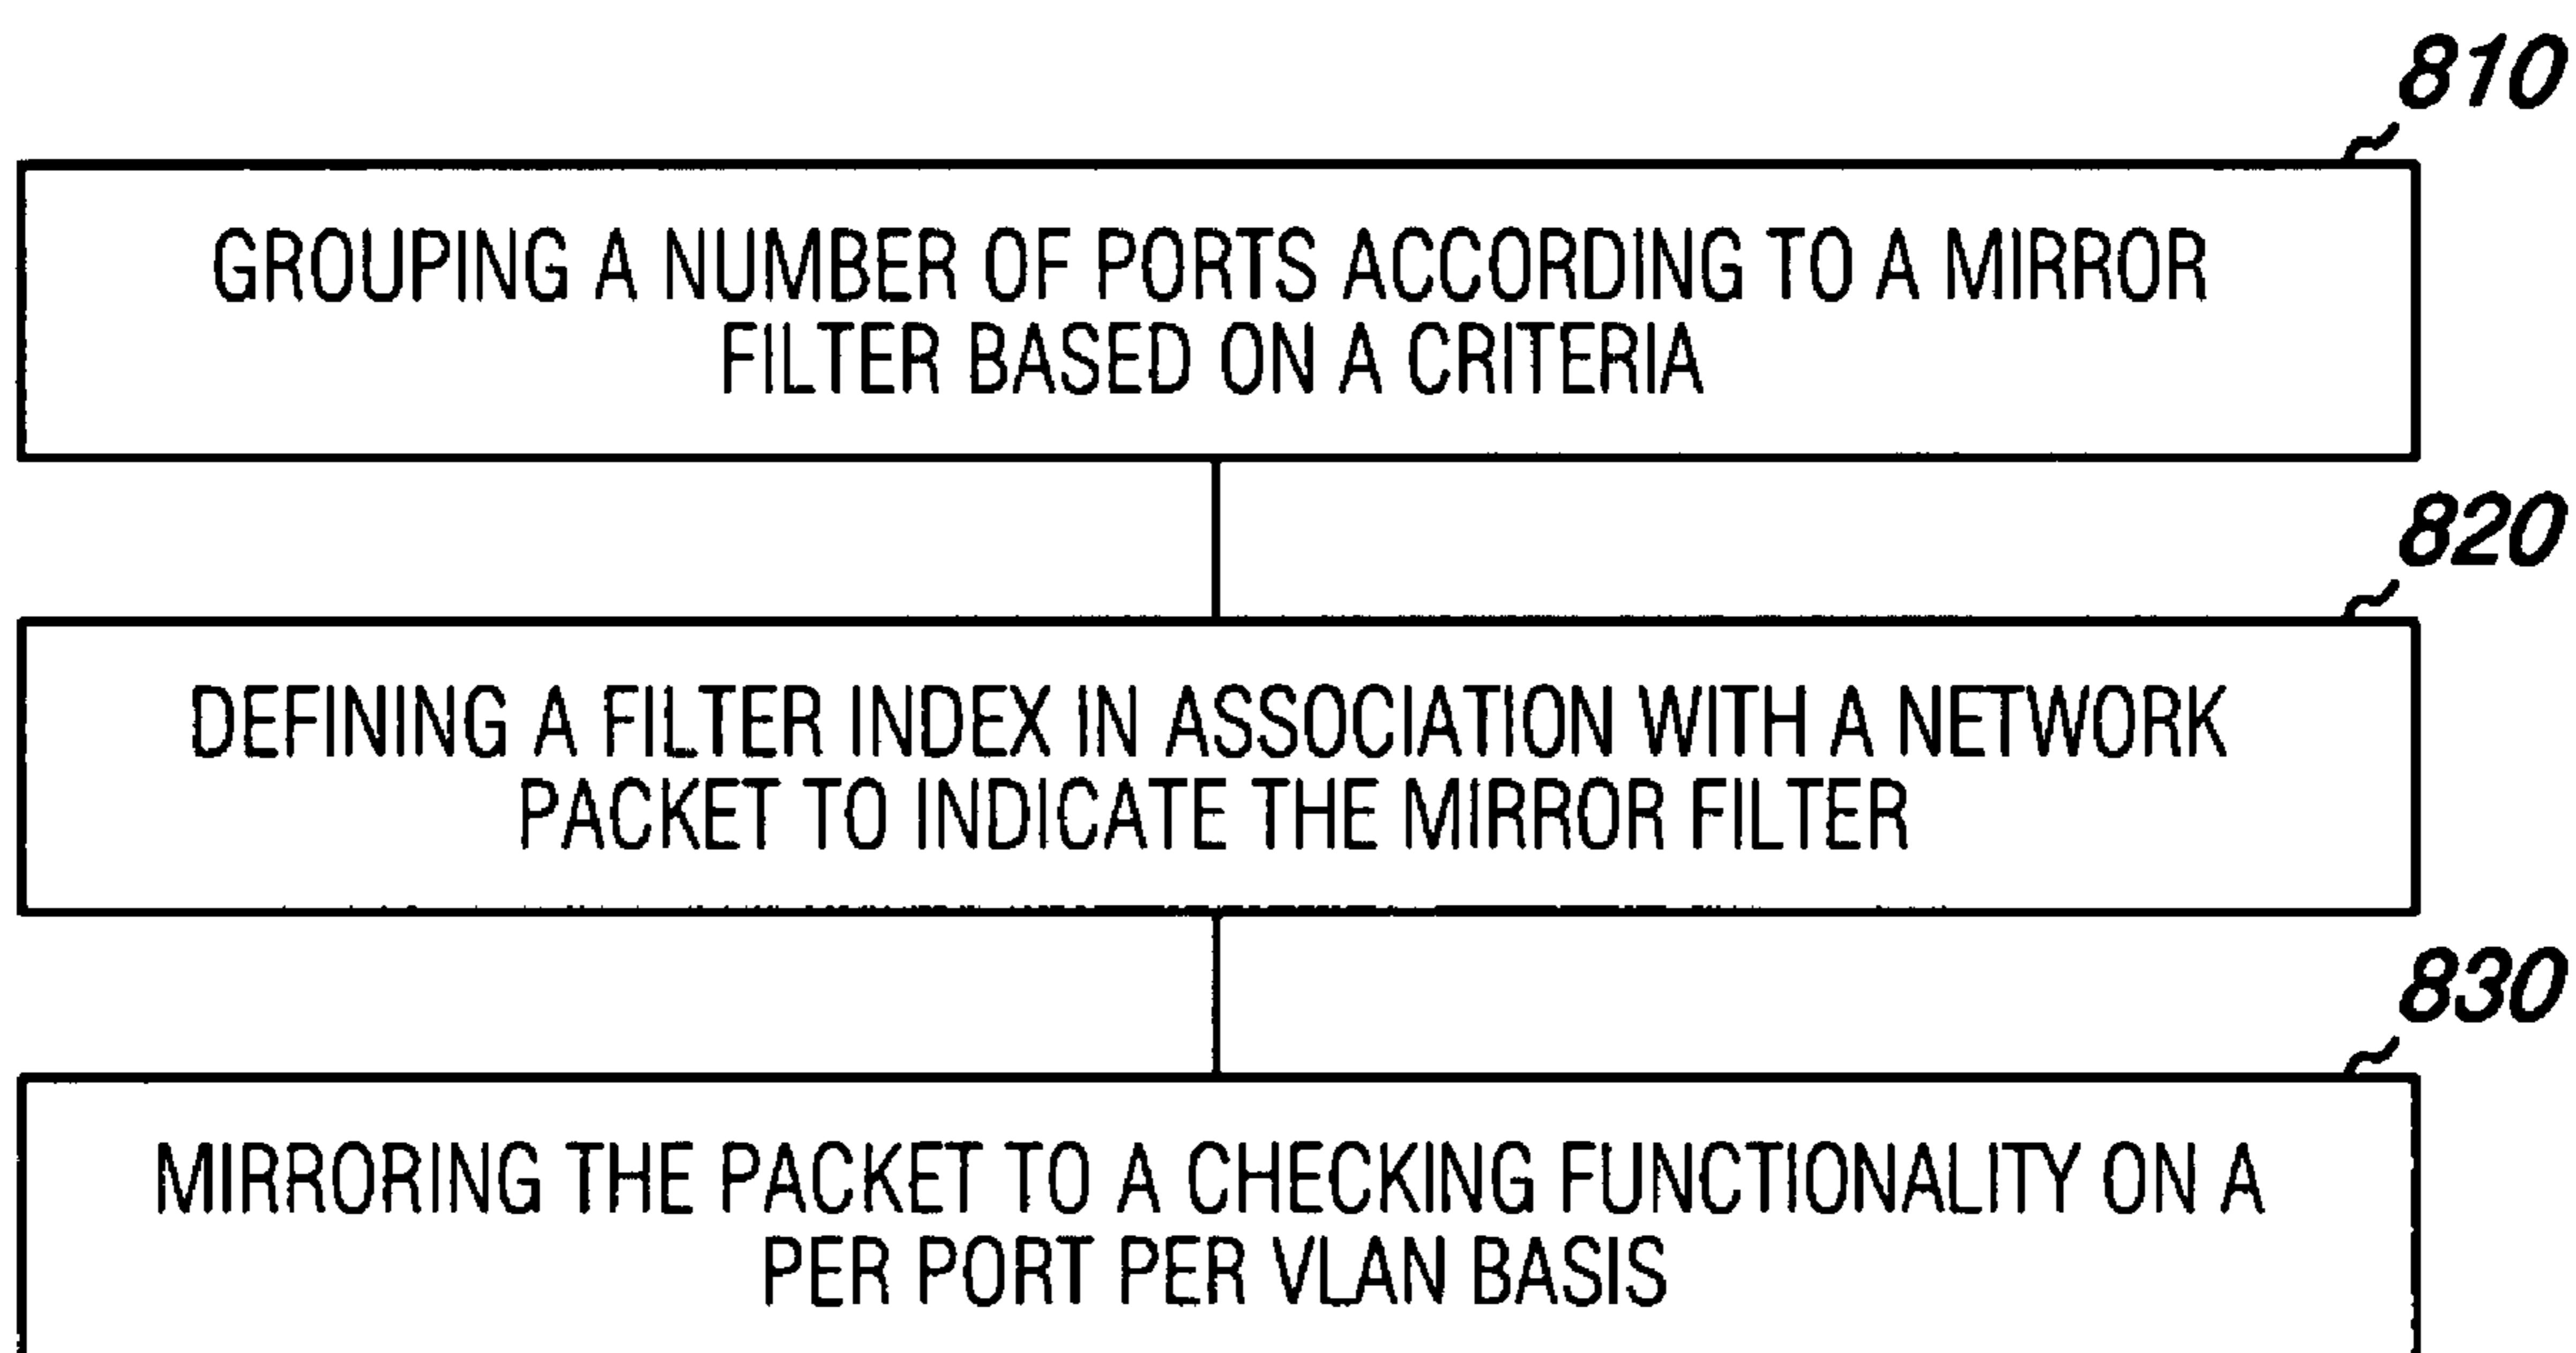 810
GROUPING A NUMBER OF PORTS ACCORDING TO A MIRROR
FILTER BASED ON A CRITERIA
820
DEFINING A FILTER INDEX IN ASSOCIATION WITH A NETWORK
PACKET TO INDICATE THE MIRROR FILTER
830
MIRRORING THE PACKET TO A CHECKING FUNCTIONALITY ON A
PER PORT PER VLAN BASIS